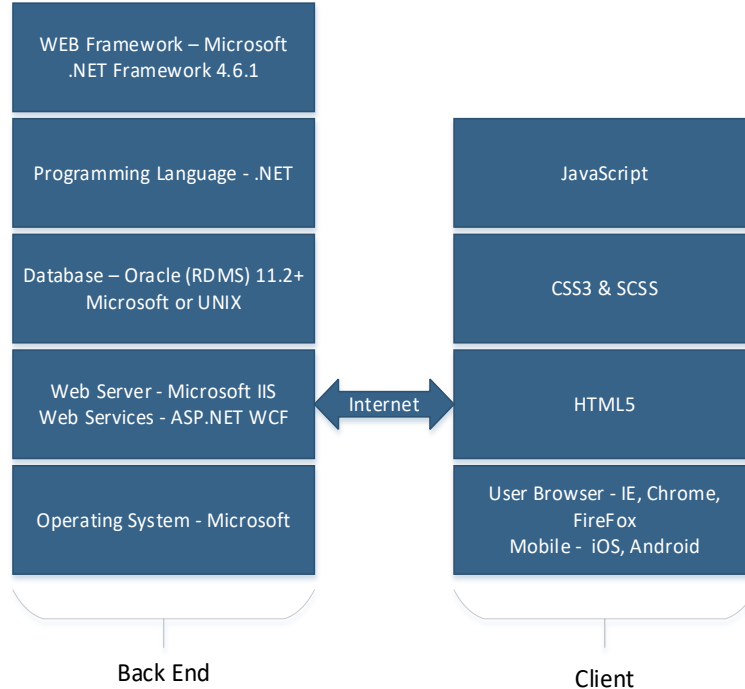 WEB Framework – Microsoft
.NET Framework 4.6.1
Programming Language - .NET
Database – Oracle (RDMS) 11.2+
Microsoft or UNIX
Web Server - Microsoft IIS
Web Services - ASP.NET WCF
Operating System - Microsoft
Back End
Internet
JavaScript
CSS3 & SCSS
HTML5
User Browser - IE, Chrome,
FireFox
Mobile - iOS, Android
Client